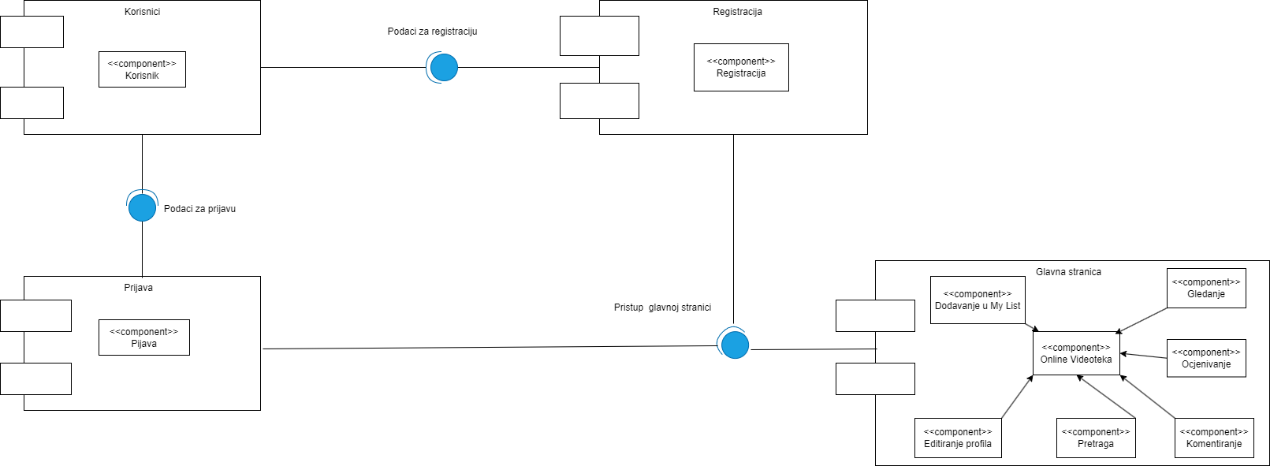 Korisnici
<<component>>
Korisnik
Podaci za registraciju
Registracija
<<component>>
Registracija
Podaci za prijavu
Prijava
<<component>>
Pijava
Pristup glavnoj stranici
Glavna stranica
<<component>>
Dodavanje u My List
<<component>>
Gledanje
<<component>>
Online Videoteka
<<component>>
Ocjenivanje
<<component>>
Editiranje profila
<<component>>
Pretraga
<<component>>
Komentiranje